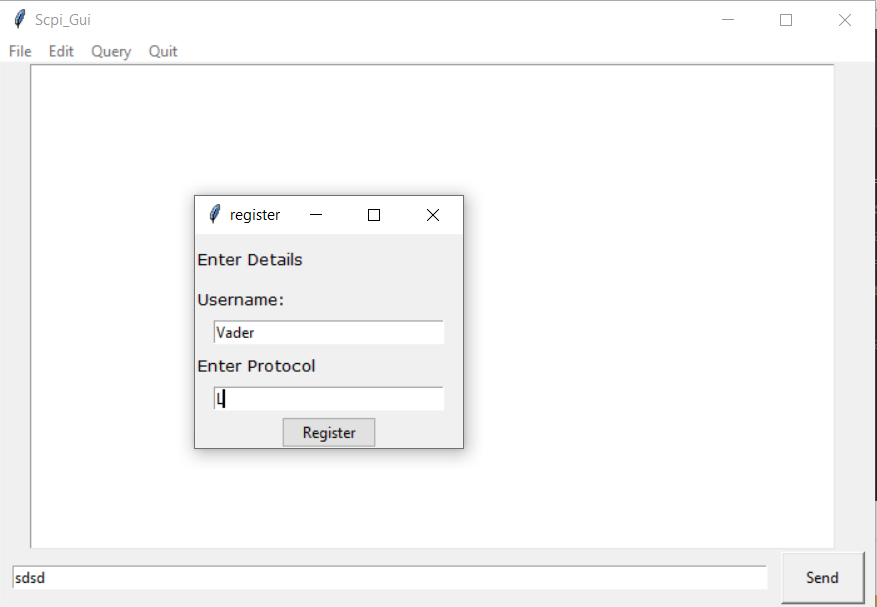 Scpi_Gui
File Edit Query Quit
register
Enter Details
Username:
Vader
Enter Protocol
L
Register
sdsd
Send